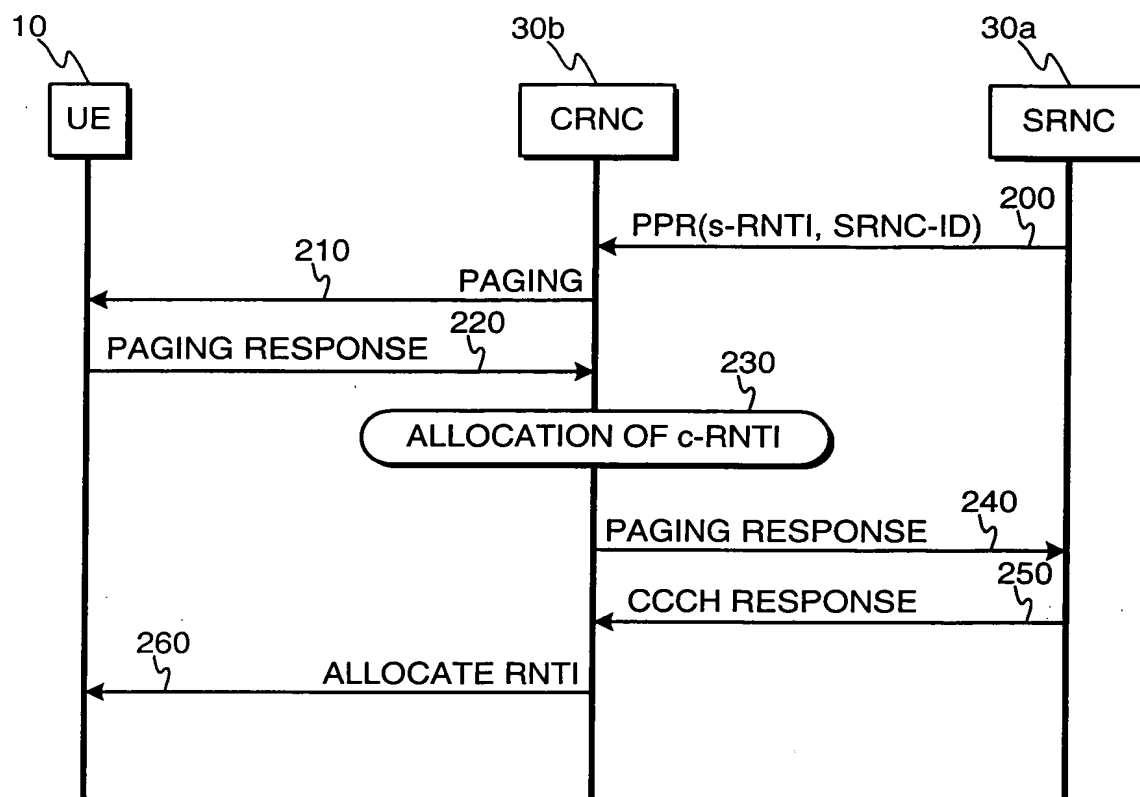 10
30b
30a
UE
CRNC
SRNC
200
PPR(s-RNTI, SRNC-ID)
210
PAGING
220
PAGING RESPONSE
230
ALLOCATION OF c-RNTI
240
PAGING RESPONSE
250
CCCH RESPONSE
260
ALLOCATE RNTI